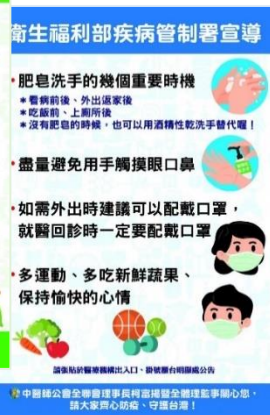 衛生福利部疾病管制署宣導
•肥皂洗手的幾個重要時機
*看病前後、外出返家後
*吃飯前、上廁所後
*沒有肥皂的時候，也可以用酒精性乾洗手替代喔！
•盡量避免用手觸摸眼口鼻
•如需外出時建議可以配戴口罩，
就醫回診時一定要配戴口罩
•多運動、多吃新鮮蔬果、
保持愉快的心情
請張貼於醫療機構出入口、掛號櫃台明顯處公告
中醫師公會全聯會理事長柯富揚暨全體理監事關心您，
請大家齊心防疫、守護台灣！